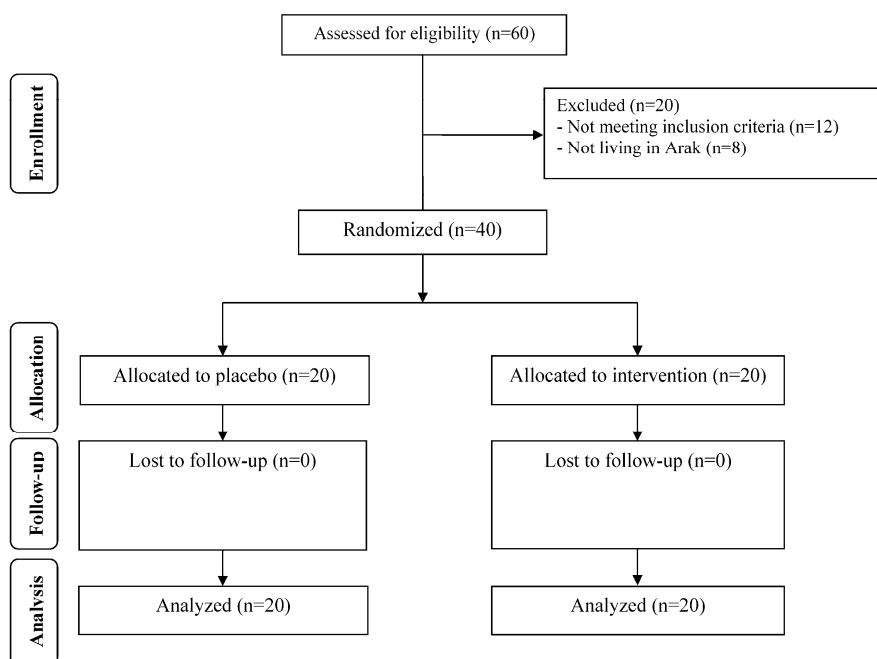 Assessed for eligibility (n=60)
Enrollment
Excluded (n=20)
- Not meeting inclusion criteria (n=12)
- Not living in Arak (n=8)
Randomized (n=40)
Allocation
Allocated to placebo (n=20)
Allocated to intervention (n=20)
Follow-up
Lost to follow-up (n=0)
Lost to follow-up (n=0)
Analysis
Analyzed (n=20)
Analyzed (n=20)